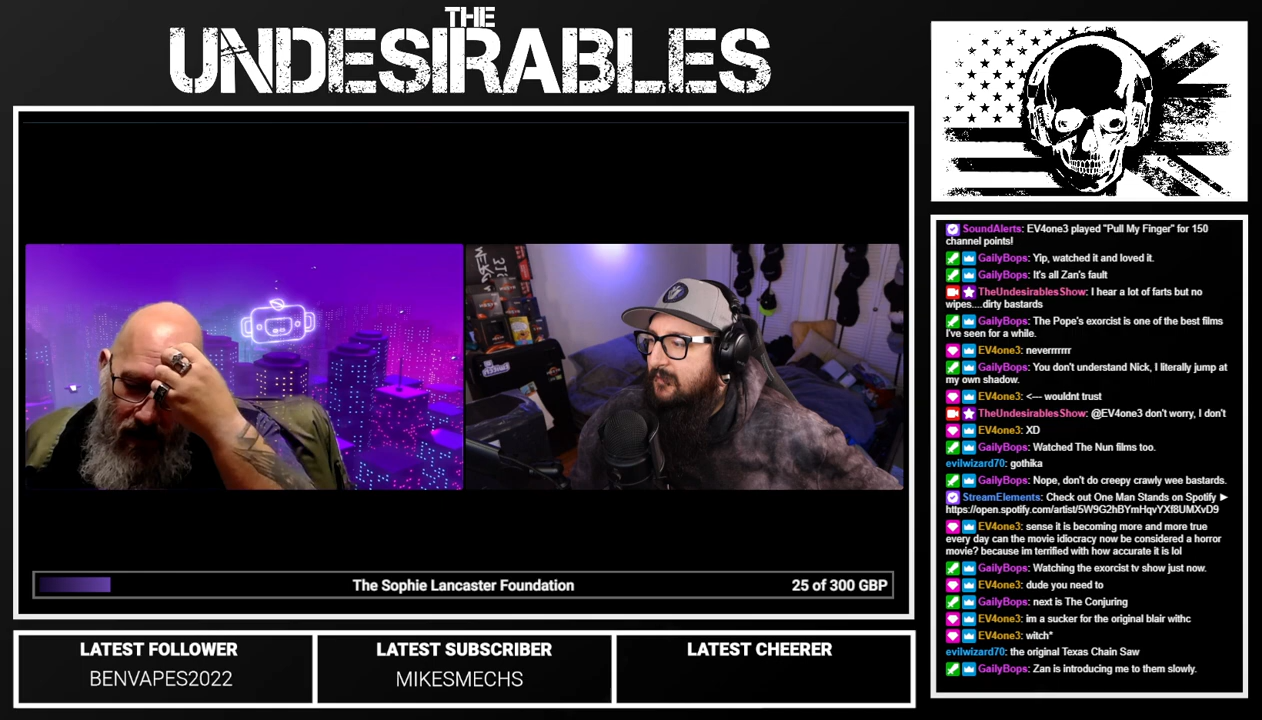 THE
UNDESIRABLES
SoundAlerts: EV4one3 played "Pull My Finger" for 150
channel points!
GailyBops: Yip, watched it and loved it.
GailyBops: It's all Zan's fault
TheUndesirablesShow: I hear a lot of farts but no
wipes....dirty bastards
GailyBops: The Pope's exorcist is one of the best films
I've seen for a while.
EV4one3: neverrrrrr
GailyBops: You don't understand Nick, I literally jump at
my own shadow.
EV4one3: <--- wouldnt trust
TheUndesirablesShow: @EV4one3 don't worry, I don't
EV4one3: XD
GailyBops: Watched The Nun films too.
evilwizard70: gothika
GailyBops: Nope, don't do creepy crawly wee bastards.
StreamElements: Check out One Man Stands on Spotify ►
https://open.spotify.com/artist/5W9G2hBYmHqvYXf8UMXvD9
EV4one3: sense it is becoming more and more true
every day can the movie idiocracy now be considered a horror
movie? because im terrified with how accurate it is lol
GailyBops: Watching the exorcist tv show just now.
EV4one3: dude you need to
GailyBops: next is The Conjuring
EV4one3: im a sucker for the original blair withc
EV4one3: witch*
evilwizard70: the original Texas Chain Saw
GailyBops: Zan is introducing me to them slowly.
The Sophie Lancaster Foundation
25 of 300 GBP
LATEST FOLLOWER
BENVAPES2022
LATEST SUBSCRIBER
MIKESMECHS
LATEST CHEERER